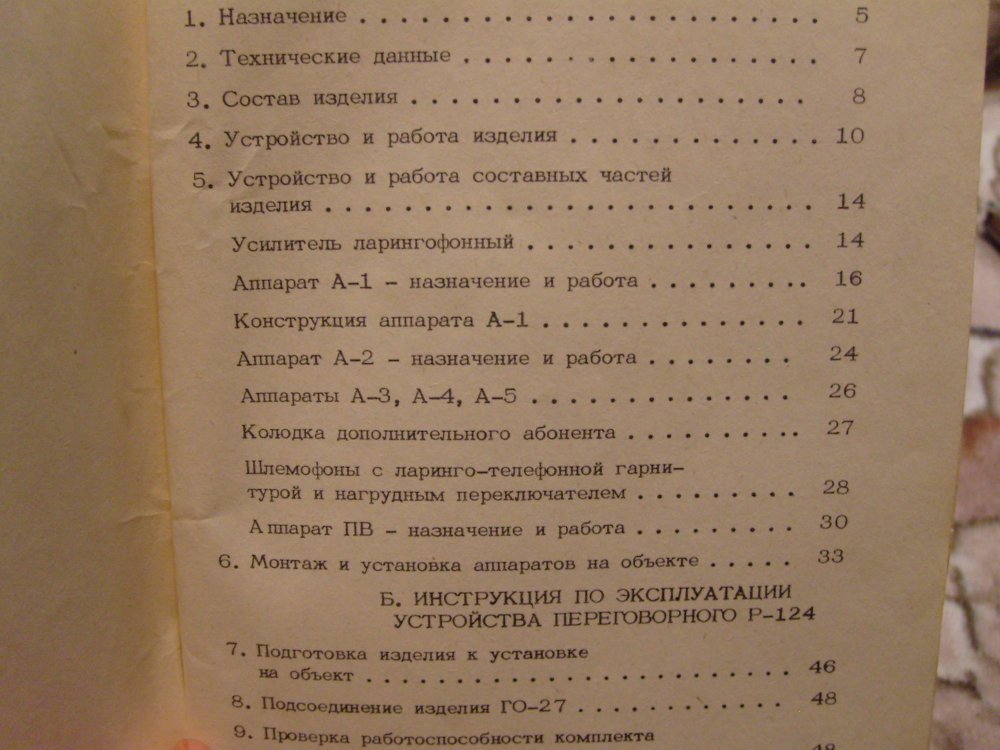 1. Назначение . . . . . . . . . . . . . . . . . . . . . . . . . . . 5
2. Технические данные . . . . . . . . . . . . . . . . . . . . . 7
3. Состав изделия . . . . . . . . . . . . . . . . . . . . . . . . 8
4. Устройство и работа изделия . . . . . . . . . . . . . . . 10
5. Устройство и работа составных частей
изделия . . . . . . . . . . . . . . . . . . . . . . . . . . . . . 14
Усилитель ларингофонный . . . . . . . . . . . . . . . . . 14
Аппарат А-1 - назначение и работа . . . . . . . . . . 16
Конструкция аппарата А-1 . . . . . . . . . . . . . . . . 21
Аппарат А-2 - назначение и работа . . . . . . . . 24
Аппараты А-3, А-4, А-5 . . . . . . . . . . . . . . . . 26
Колодка дополнительного абонента . . . . . . . . . . 27
Шлемофоны с ларинго-телефонной гарни-
турой и нагрудным переключателем . . . . . . . . . 28
Аппарат ПВ - назначение и работа . . . . . . . . . 30
6. Монтаж и установка аппаратов на объекте . . . . . 33
Б. ИНСТРУКЦИЯ ПО ЭКСПЛУАТАЦИИ
УСТРОЙСТВА ПЕРЕГОВОРНОГО Р-124
7. Подготовка изделия к установке
на объект . . . . . . . . . . . . . . . . . . . . . . . . . 46
8. Подсоединение изделия ГО-27 . . . . . . . . . . . . 48
9. Проверка работоспособности комплекта
48